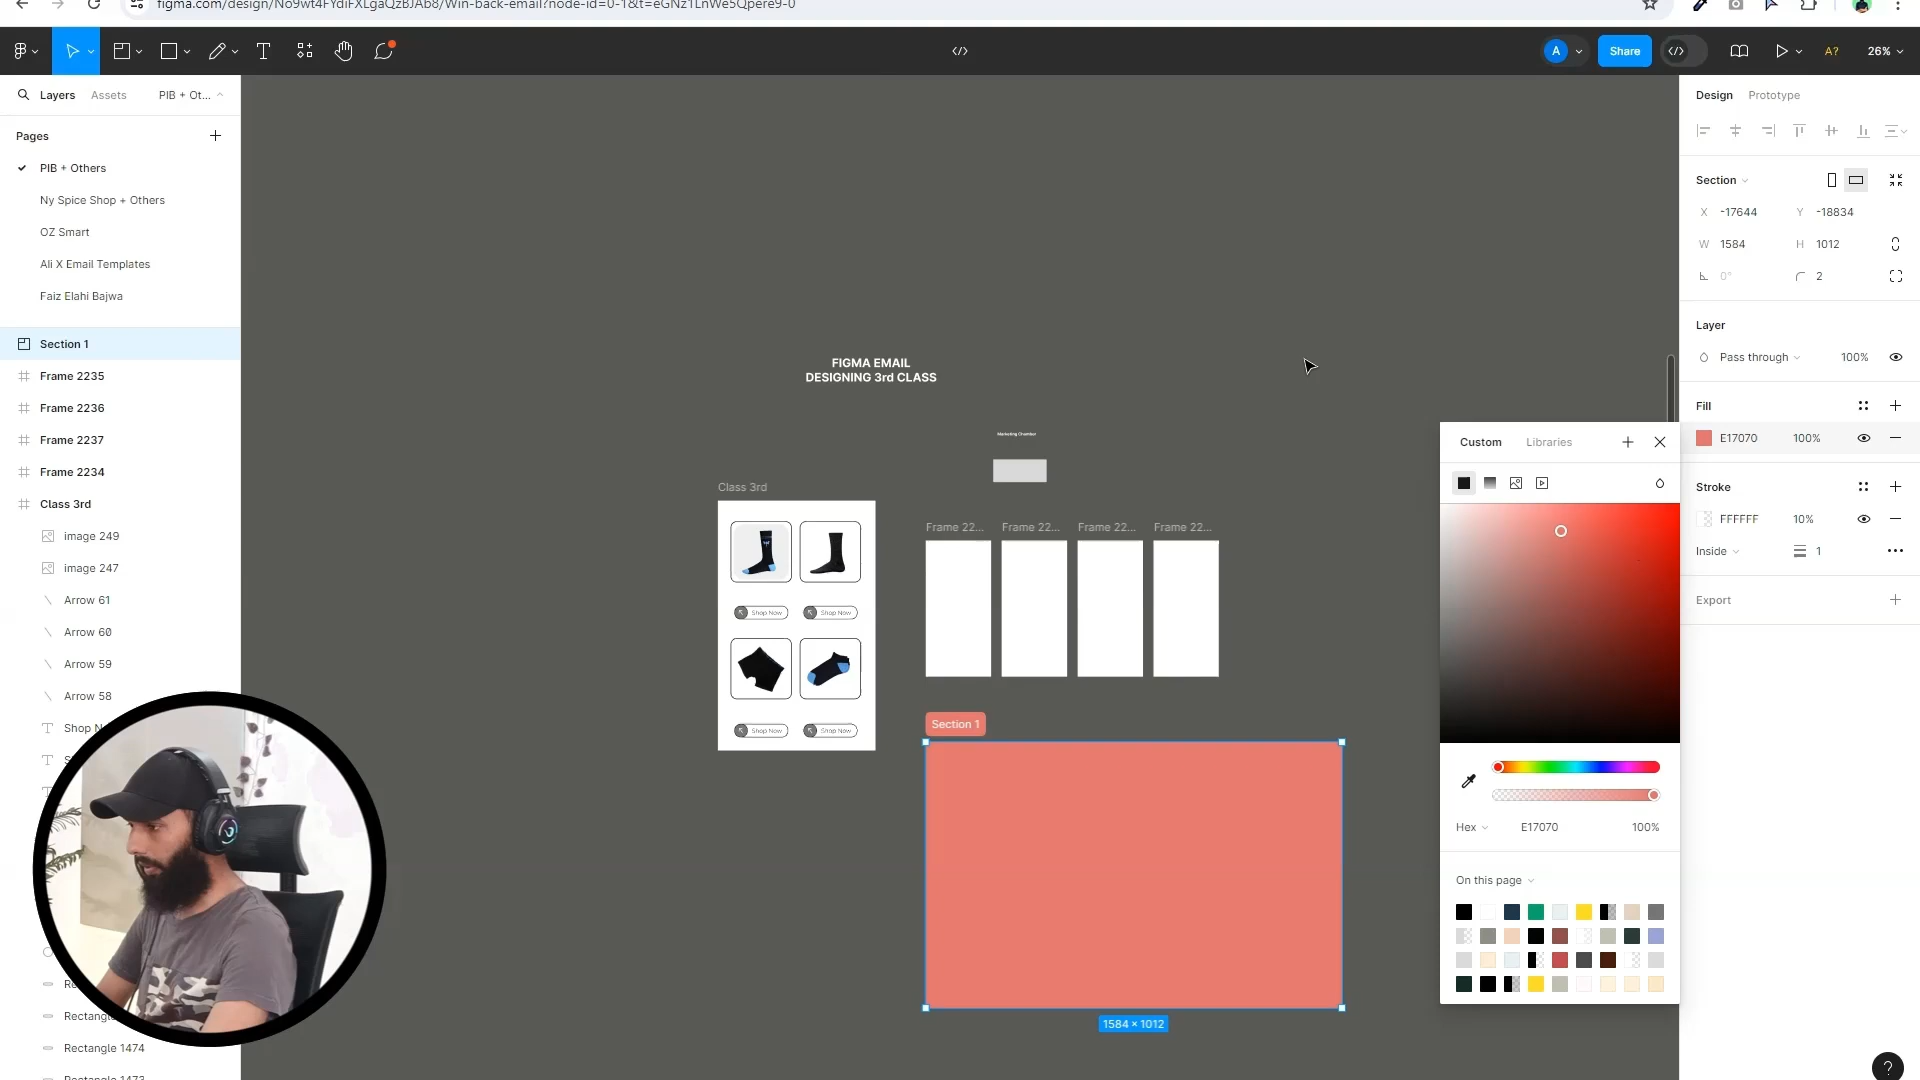 figma.com/design/No9wt4FYdiFXLgaQzBJAb8/Win-back-email?node-id=0-1&t=eGNz1LnWe5Qpere9-0
A
Share
A?
26%
Layers
Assets
PIB + Ot...
Pages
PIB + Others
Ny Spice Shop + Others
OZ Smart
Ali X Email Templates
Faiz Elahi Bajwa
Section 1
Frame 2235
Frame 2236
Frame 2237
Frame 2234
Class 3rd
image 249
image 247
Arrow 61
Arrow 60
Arrow 59
Arrow 58
Shop N
Rectangle 1474
FIGMA EMAIL
DESIGNING 3rd CLASS
Marketing Chamber
Class 3rd
Shop Now
Shop Now
Shop Now
Shop Now
Frame 22...
Frame 22...
Frame 22...
Frame 22...
Section 1
1584 × 1012
Custom
Libraries
Hex
E17070
100%
On this page
Design
Prototype
Section
X -17644
Y -18834
W 1584
H 1012
0°
2
Layer
Pass through
100%
Fill
E17070
100%
Stroke
FFFFFF
10%
Inside
1
Export
?